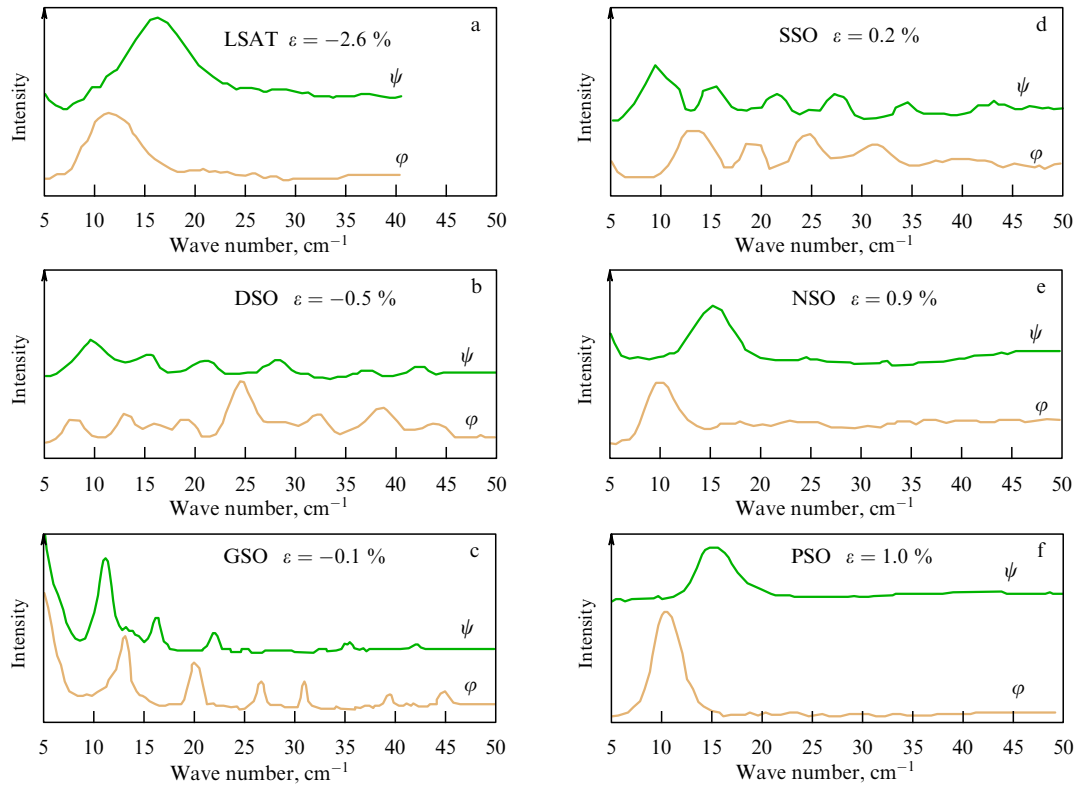 a
LSAT ε = −2.6 %
ψ
φ
Intensity
5 10 15 20 25 30 35 40 45 50
Wave number, cm⁻¹
b
DSO ε = −0.5 %
ψ
φ
Intensity
5 10 15 20 25 30 35 40 45 50
Wave number, cm⁻¹
c
GSO ε = −0.1 %
ψ
φ
Intensity
5 10 15 20 25 30 35 40 45 50
Wave number, cm⁻¹
d
SSO ε = 0.2 %
ψ
φ
Intensity
5 10 15 20 25 30 35 40 45 50
Wave number, cm⁻¹
e
NSO ε = 0.9 %
ψ
φ
Intensity
5 10 15 20 25 30 35 40 45 50
Wave number, cm⁻¹
f
PSO ε = 1.0 %
ψ
φ
Intensity
5 10 15 20 25 30 35 40 45 50
Wave number, cm⁻¹